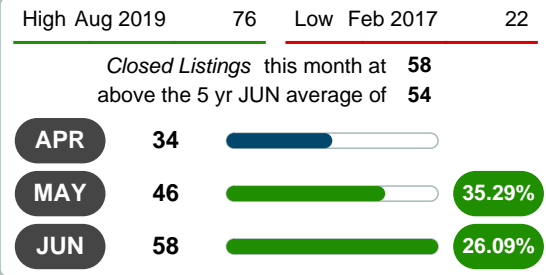 High Aug 2019 76 Low Feb 2017 22
Closed Listings this month at 58
above the 5 yr JUN average of 54
APR 34
MAY 46 35.29%
JUN 58 26.09%